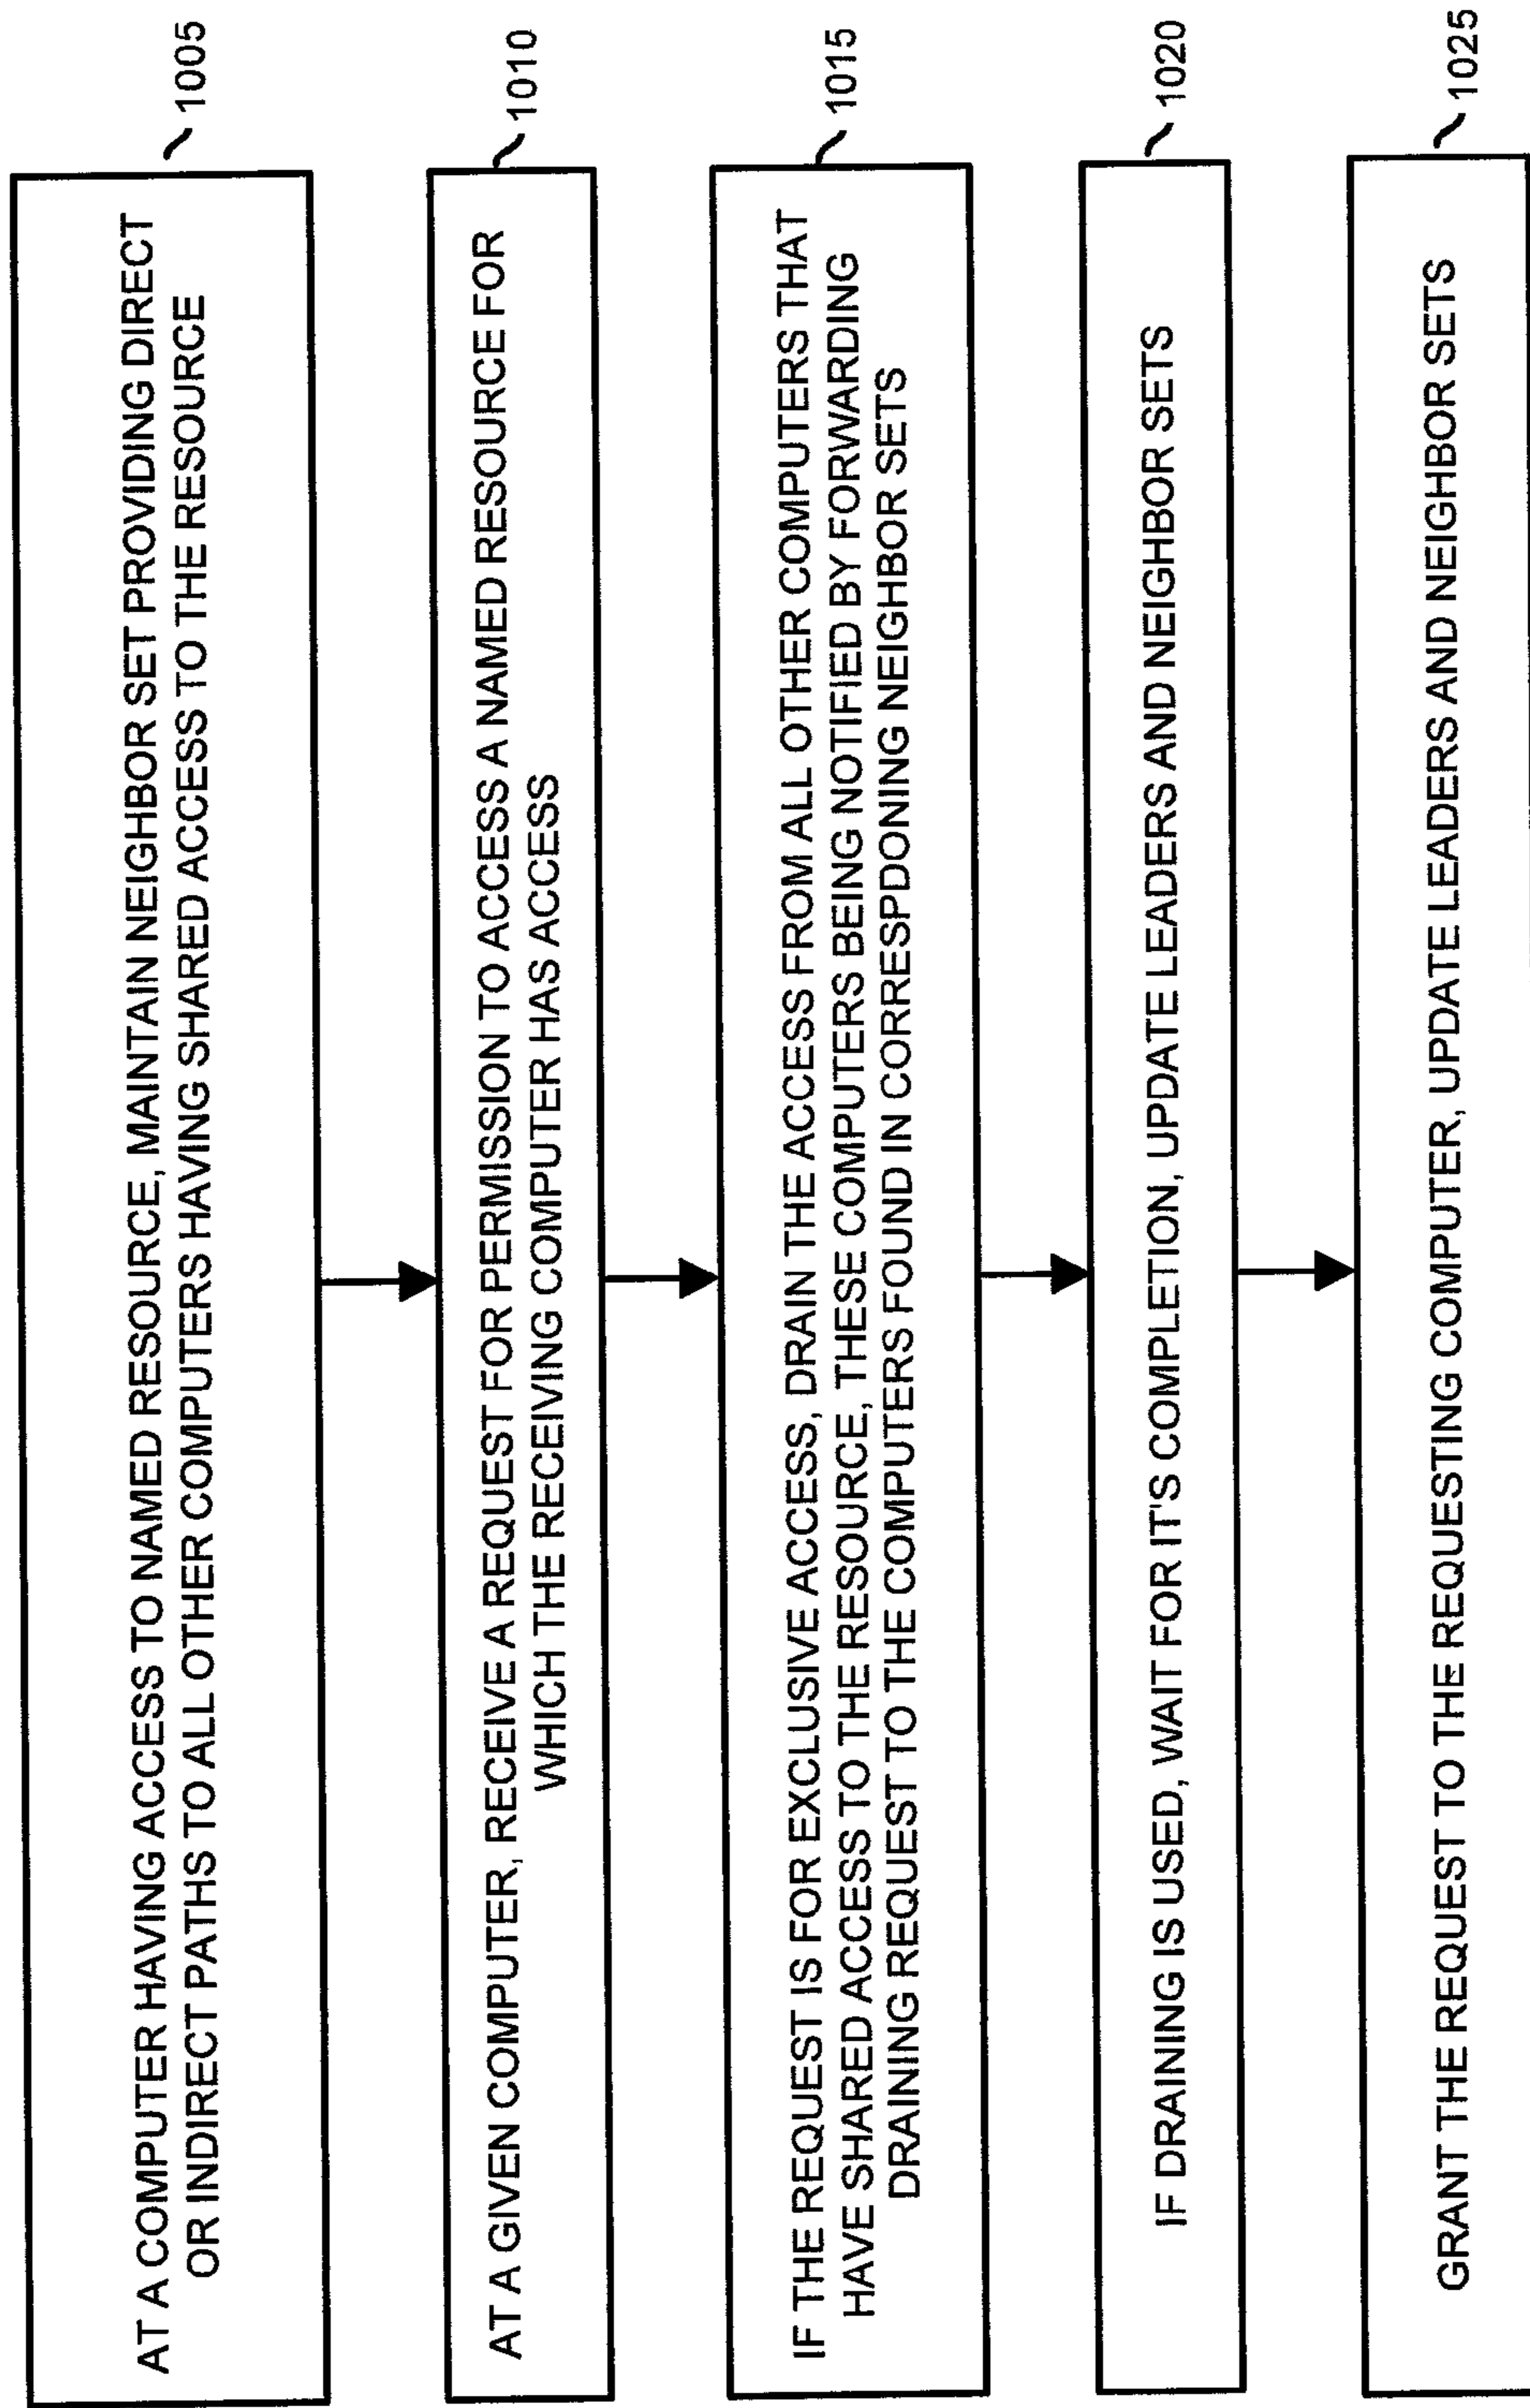 AT A COMPUTER HAVING ACCESS TO NAMED RESOURCE, MAINTAIN NEIGHBOR SET PROVIDING DIRECT
OR INDIRECT PATHS TO ALL OTHER COMPUTERS HAVING SHARED ACCESS TO THE RESOURCE
1005
AT A GIVEN COMPUTER, RECEIVE A REQUEST FOR PERMISSION TO ACCESS A NAMED RESOURCE FOR
WHICH THE RECEIVING COMPUTER HAS ACCESS
1010
IF THE REQUEST IS FOR EXCLUSIVE ACCESS, DRAIN THE ACCESS FROM ALL OTHER COMPUTERS THAT
HAVE SHARED ACCESS TO THE RESOURCE, THESE COMPUTERS BEING NOTIFIED BY FORWARDING
DRAINING REQUEST TO THE COMPUTERS FOUND IN CORRESPDONING NEIGHBOR SETS
1015
IF DRAINING IS USED, WAIT FOR IT'S COMPLETION, UPDATE LEADERS AND NEIGHBOR SETS
1020
GRANT THE REQUEST TO THE REQUESTING COMPUTER, UPDATE LEADERS AND NEIGHBOR SETS
1025